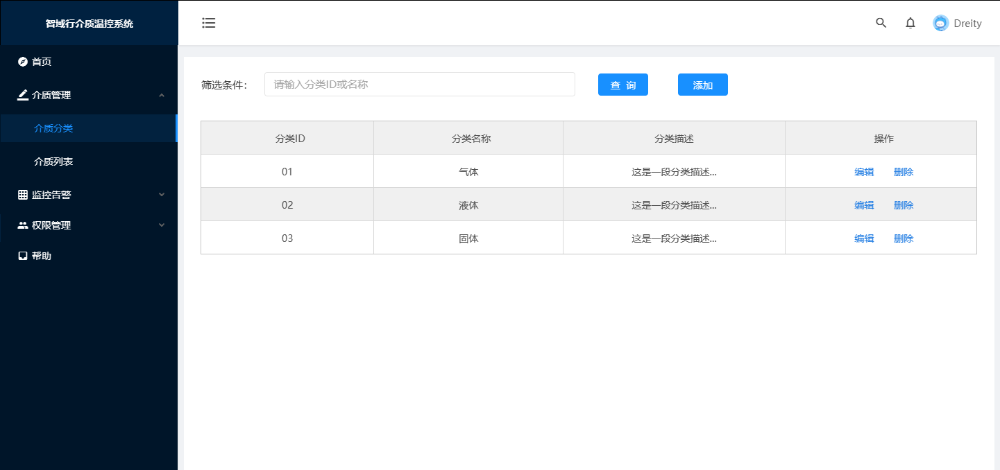 智域行介质温控系统
Dreity
首页
介质管理
介质分类
介质列表
监控告警
权限管理
帮助
筛选条件： 请输入分类ID或名称 查 询 添加
分类ID 分类名称 分类描述 操作
01 气体 这是一段分类描述... 编辑 删除
02 液体 这是一段分类描述... 编辑 删除
03 固体 这是一段分类描述... 编辑 删除